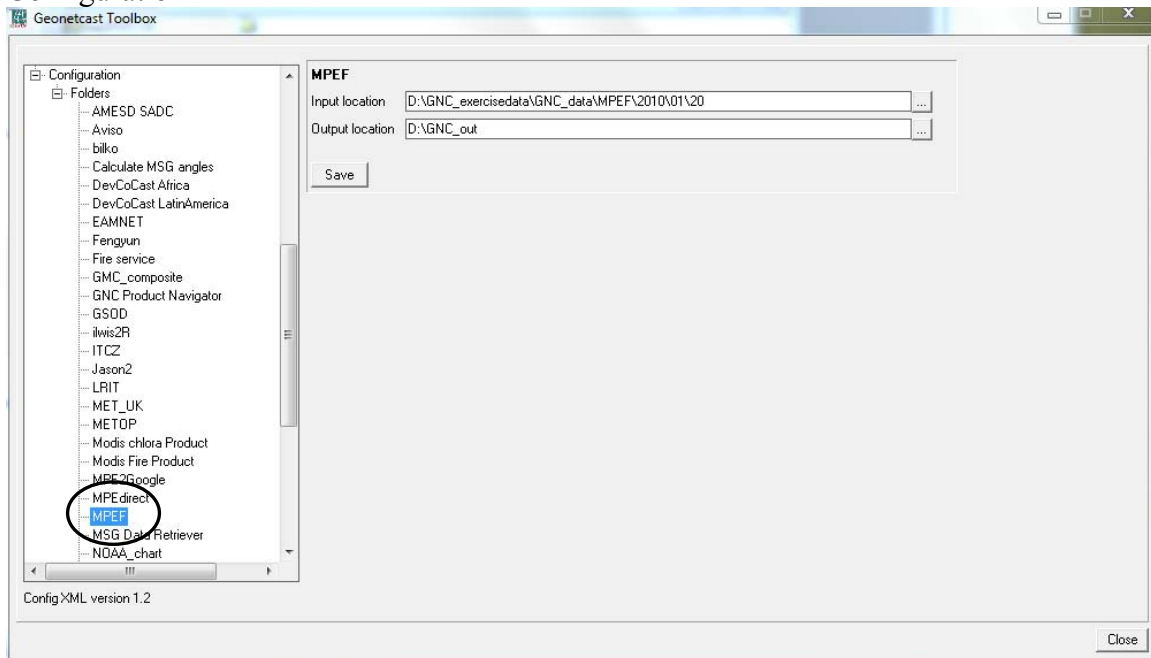 Geonetcast Toolbox
Configuration
Folders
AMESD SADC
Aviso
bilko
Calculate MSG angles
DevCoCast Africa
DevCoCast LatinAmerica
EAMNET
Fengyun
Fire service
GMC_composite
GNC Product Navigator
GSOD
ilwis2R
ITCZ
Jason2
LRIT
MET_UK
METOP
Modis chlora Product
Modis Fire Product
MPE2Google
MPEdirect
MPEF
MSG Data Retriever
NOAA_chart
Config XML version 1.2
MPEF
Input location D:\GNC_exercisedata\GNC_data\MPEF\2010\01\20 ...
Output location D:\GNC_out ...
Save
Close